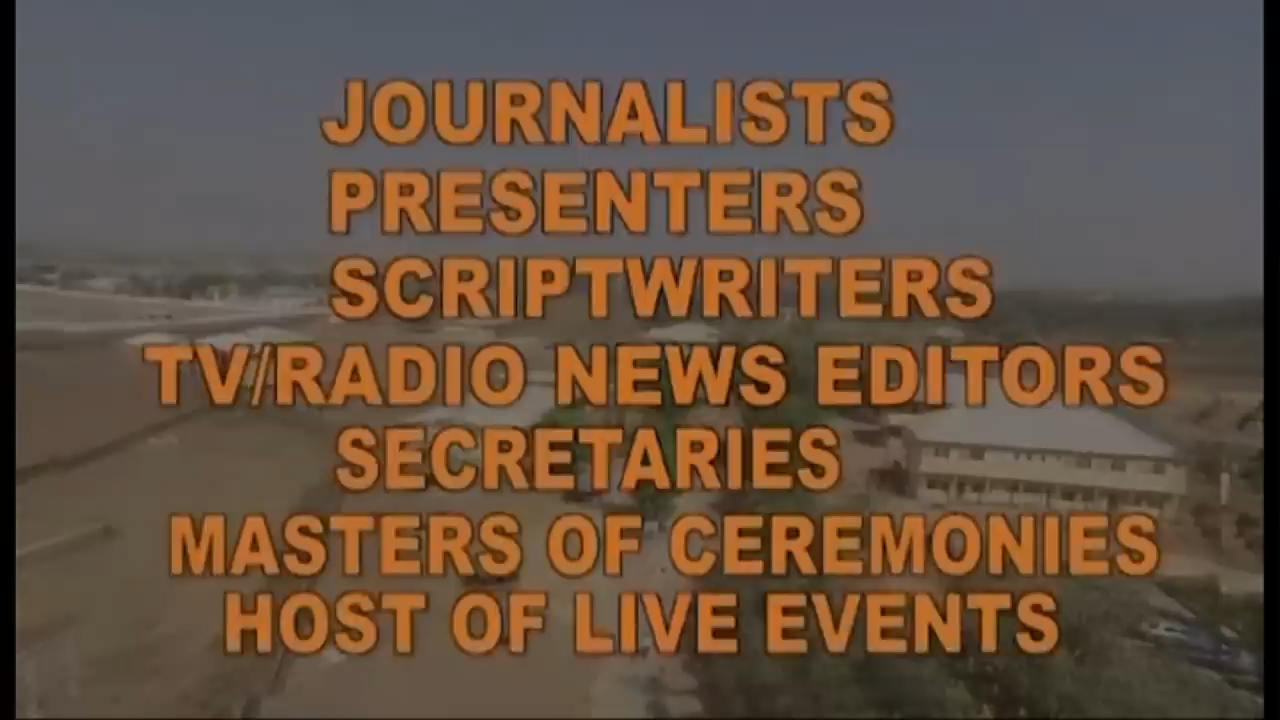 JOURNALISTS
PRESENTERS
SCRIPTWRITERS
TV/RADIO NEWS EDITORS
SECRETARIES
MASTERS OF CEREMONIES
HOST OF LIVE EVENTS